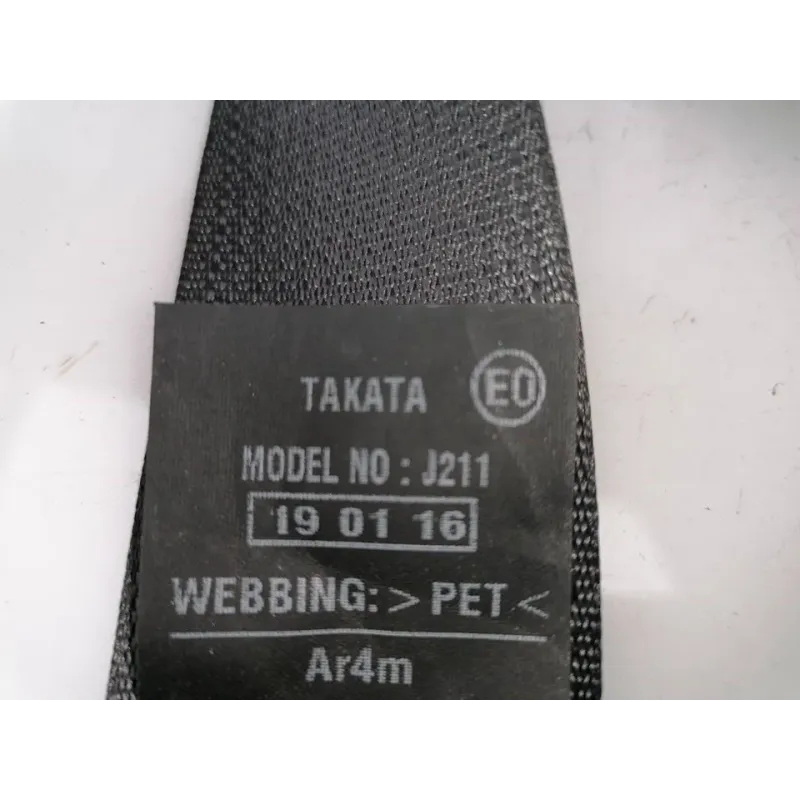 TAKATA E0
MODEL NO : J211
19 01 16
WEBBING: > PET <
Ar4m